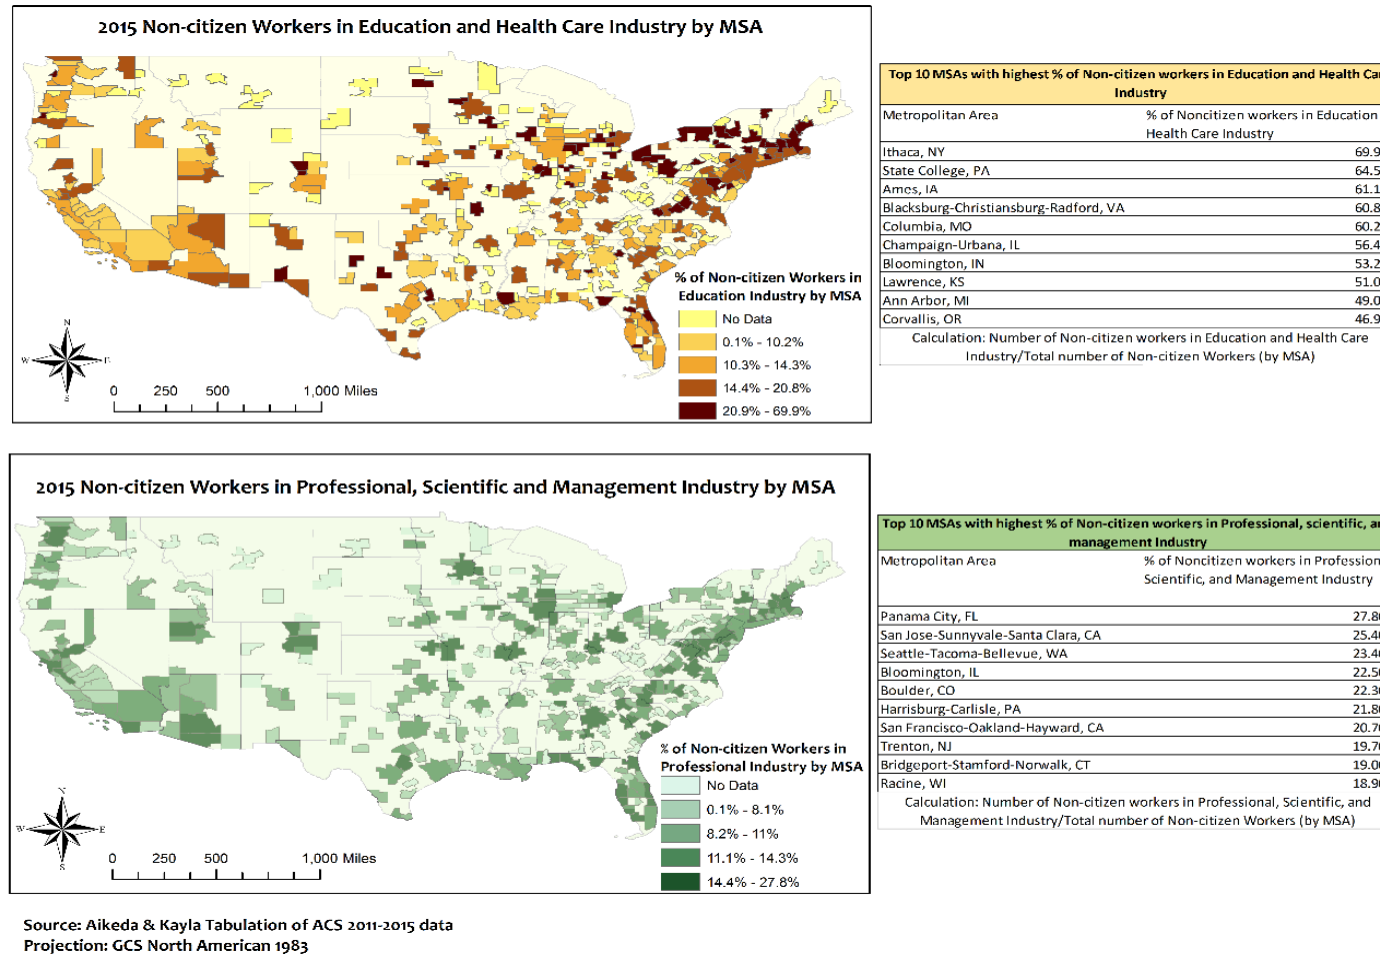 2015 Non-citizen Workers in Education and Health Care Industry by MSA
% of Non-citizen Workers in
Education Industry by MSA
No Data
0.1% - 10.2%
10.3% - 14.3%
14.4% - 20.8%
20.9% - 69.9%
N
W
E
S
0 250 500 1,000 Miles
Top 10 MSAs with highest % of Non-citizen workers in Education and Health Car
Industry
Metropolitan Area % of Noncitizen workers in Education
Health Care Industry
Ithaca, NY 69.9
State College, PA 64.5
Ames, IA 61.1
Blacksburg-Christiansburg-Radford, VA 60.8
Columbia, MO 60.2
Champaign-Urbana, IL 56.4
Bloomington, IN 53.2
Lawrence, KS 51.0
Ann Arbor, MI 49.0
Corvallis, OR 46.9
Calculation: Number of Non-citizen workers in Education and Health Care
Industry/Total number of Non-citizen Workers (by MSA)
2015 Non-citizen Workers in Professional, Scientific and Management Industry by MSA
% of Non-citizen Workers in
Professional Industry by MSA
No Data
0.1% - 8.1%
8.2% - 11%
11.1% - 14.3%
14.4% - 27.8%
N
W
E
S
0 250 500 1,000 Miles
Top 10 MSAs with highest % of Non-citizen workers in Professional, scientific, an
management Industry
Metropolitan Area % of Noncitizen workers in Profession
Scientific, and Management Industry
Panama City, FL 27.8
San Jose-Sunnyvale-Santa Clara, CA 25.4
Seattle-Tacoma-Bellevue, WA 23.4
Bloomington, IL 22.5
Boulder, CO 22.3
Harrisburg-Carlisle, PA 21.8
San Francisco-Oakland-Hayward, CA 20.7
Trenton, NJ 19.7
Bridgeport-Stamford-Norwalk, CT 19.0
Racine, WI 18.9
Calculation: Number of Non-citizen workers in Professional, Scientific, and
Management Industry/Total number of Non-citizen Workers (by MSA)
Source: Aikeda & Kayla Tabulation of ACS 2011-2015 data
Projection: GCS North American 1983